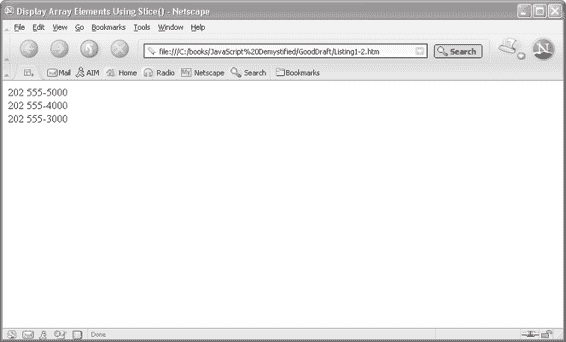 Display Array Elements Using Slice() - Netscape
File Edit View Go Bookmarks Tools Window Help
file:///C:/books/JavaScript%20Demystified/GoodDraft/Listing1-2.htm Search N
Mail AIM Home Radio My Netscape Search Bookmarks
202 555-5000
202 555-4000
202 555-3000
Done